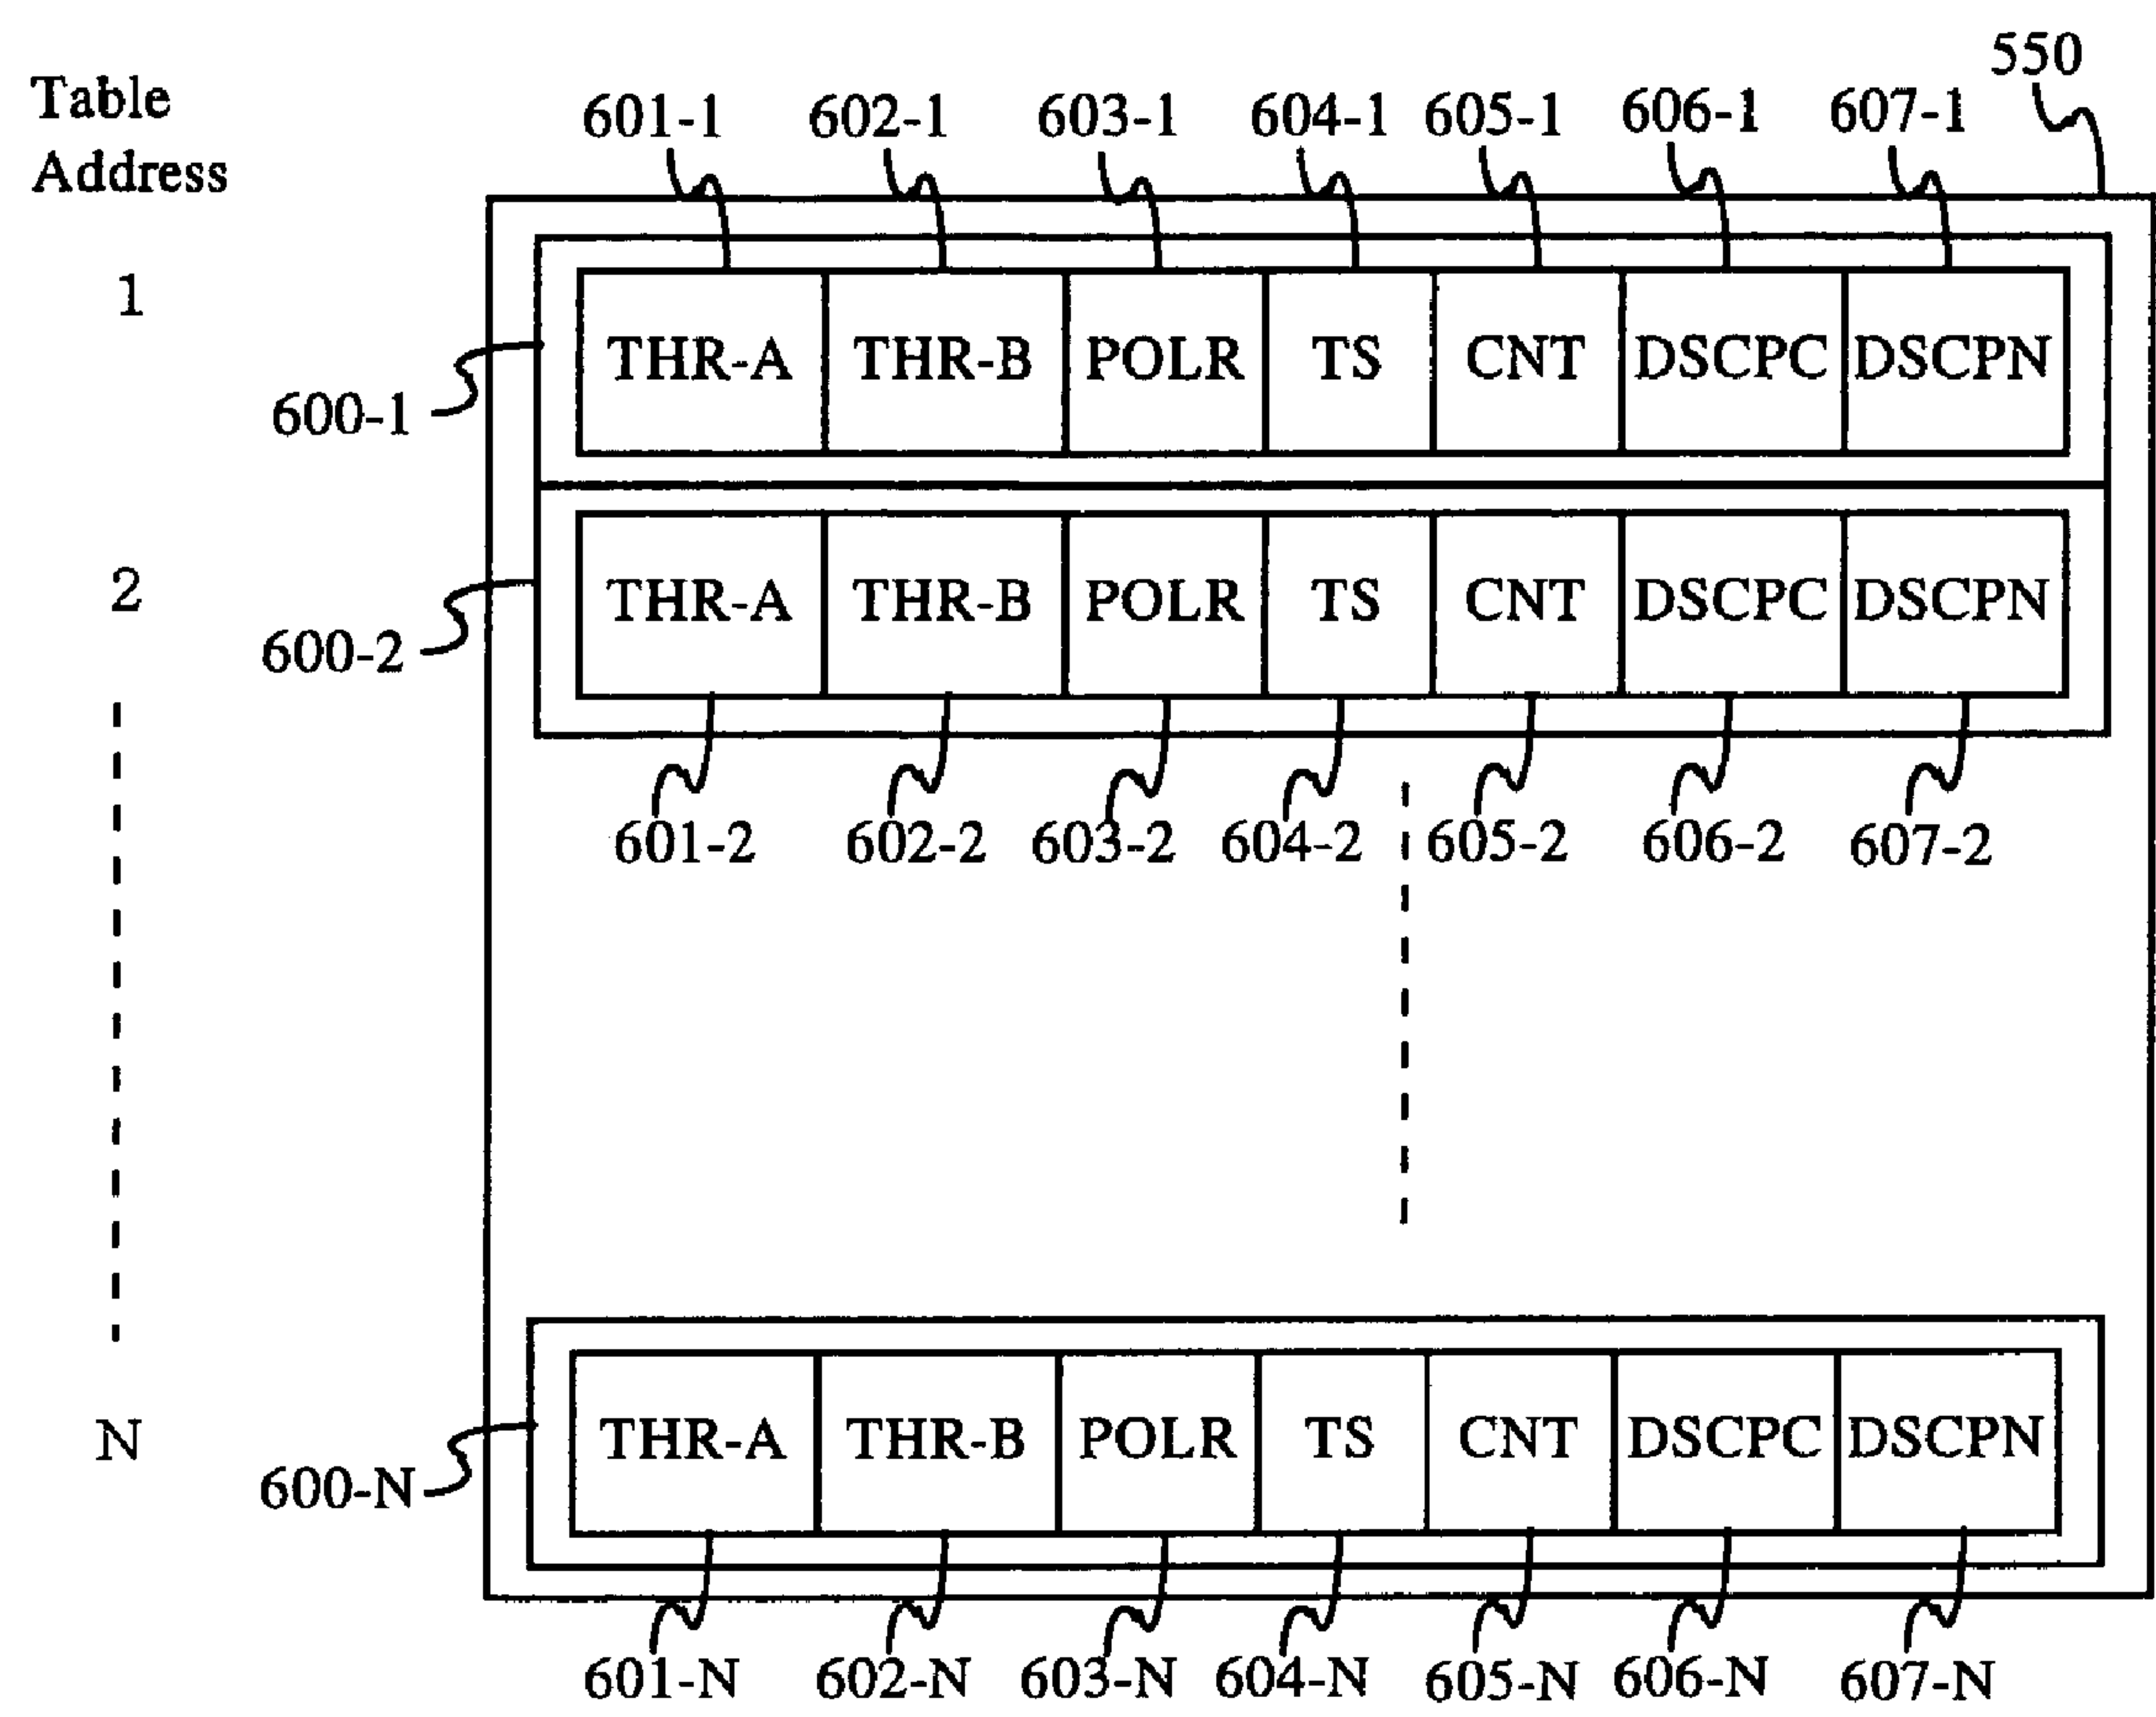 550
Table
Address
601-1 602-1 603-1 604-1 605-1 606-1 607-1
1
THR-A THR-B POLR TS CNT DSCPC DSCPN
600-1
2
THR-A THR-B POLR TS CNT DSCPC DSCPN
600-2
601-2 602-2 603-2 604-2 605-2 606-2 607-2
N
THR-A THR-B POLR TS CNT DSCPC DSCPN
600-N
601-N 602-N 603-N 604-N 605-N 606-N 607-N